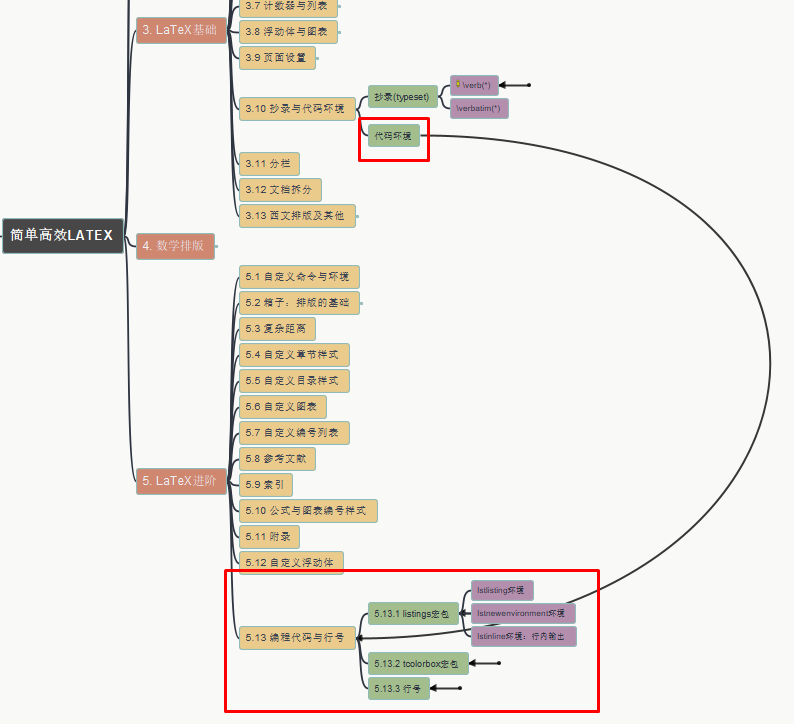 3.7 计数器与列表
3. LaTeX基础
3.8 浮动体与图表
3.9 页面设置
3.10 抄录与代码环境
抄录(typeset)
\verb(*)
\verbatim(*)
代码环境
3.11 分栏
3.12 文档拆分
3.13 西文排版及其他
简单高效LATEX
4. 数学排版
5.1 自定义命令与环境
5.2 箱子：排版的基础
5.3 复杂距离
5.4 自定义章节样式
5.5 自定义目录样式
5.6 自定义图表
5.7 自定义编号列表
5.8 参考文献
5. LaTeX进阶
5.9 索引
5.10 公式与图表编号样式
5.11 附录
5.12 自定义浮动体
5.13 编程代码与行号
5.13.1 listings宏包
lstlisting环境
lstnewenvironment环境
lstinline环境：行内输出
5.13.2 tcolorbox宏包
5.13.3 行号